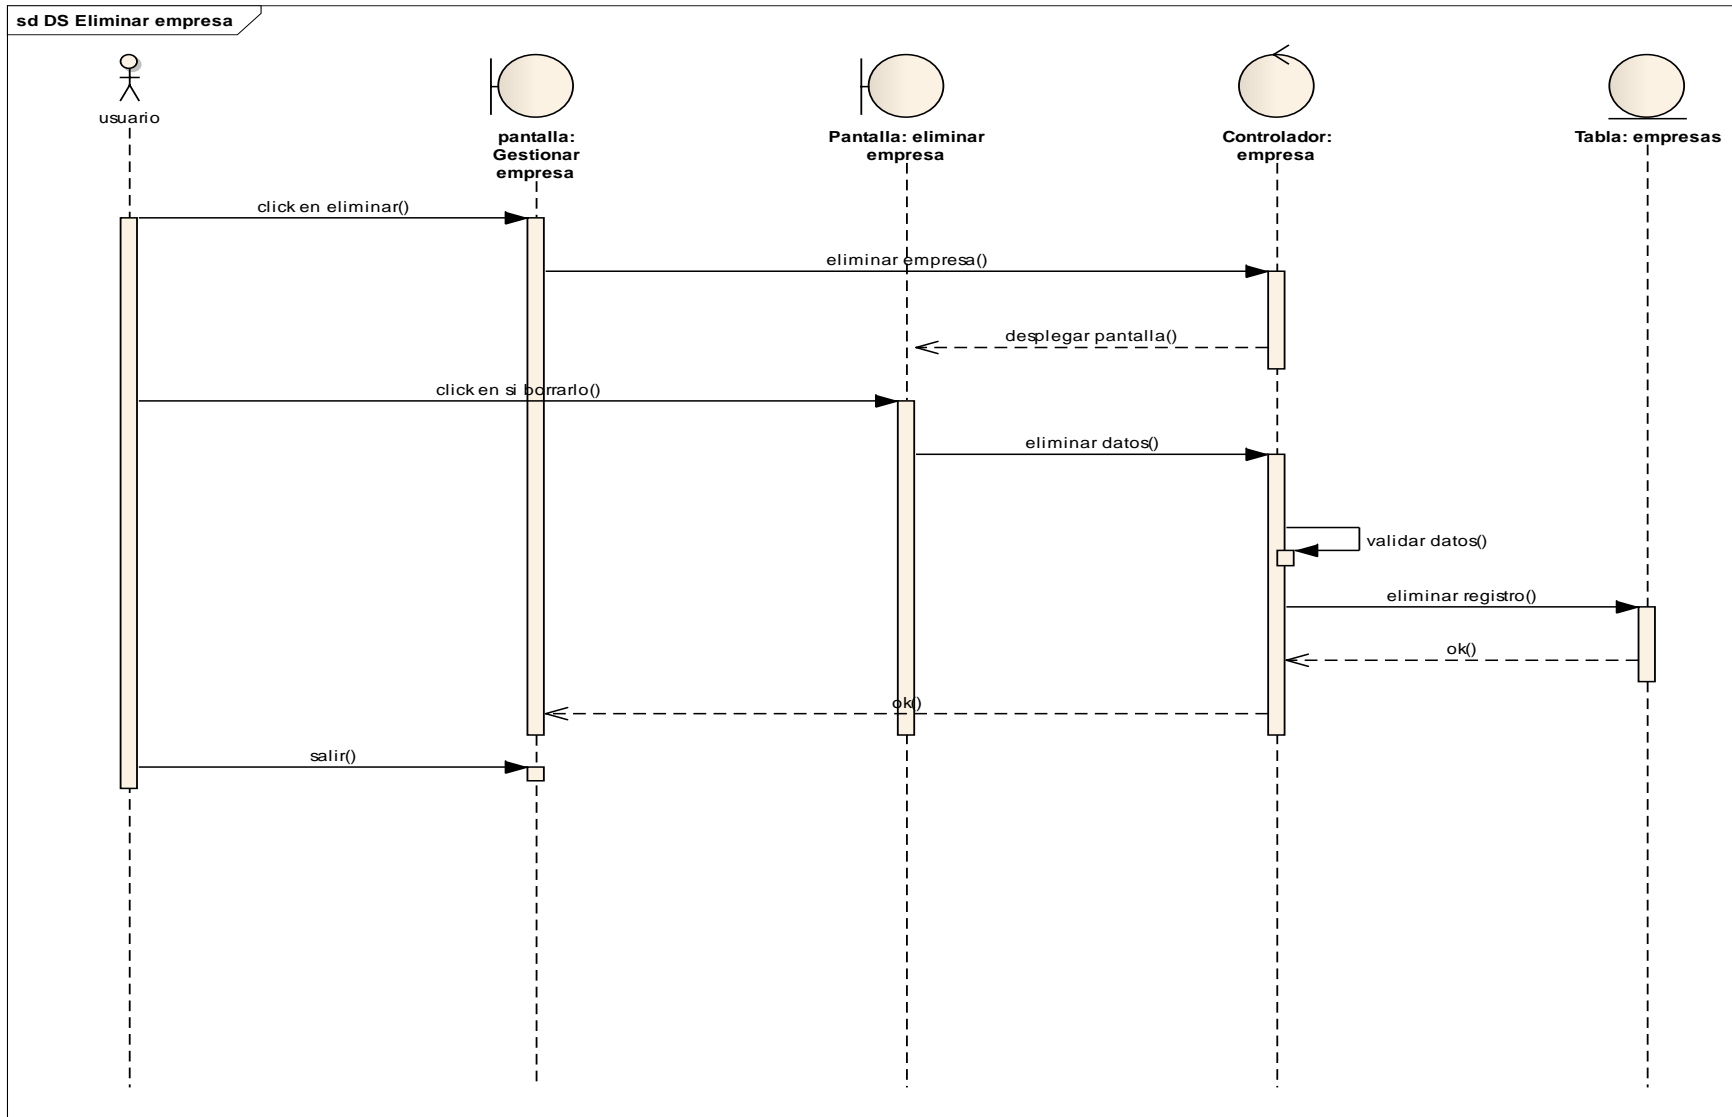 sd DS Eliminar empresa
usuario
pantalla:
Gestionar
empresa
Pantalla: eliminar
empresa
Controlador:
empresa
Tabla: empresas
click en eliminar()
eliminar empresa()
desplegar pantalla()
click en si borrarlo()
eliminar datos()
validar datos()
eliminar registro()
ok()
ok()
salir()